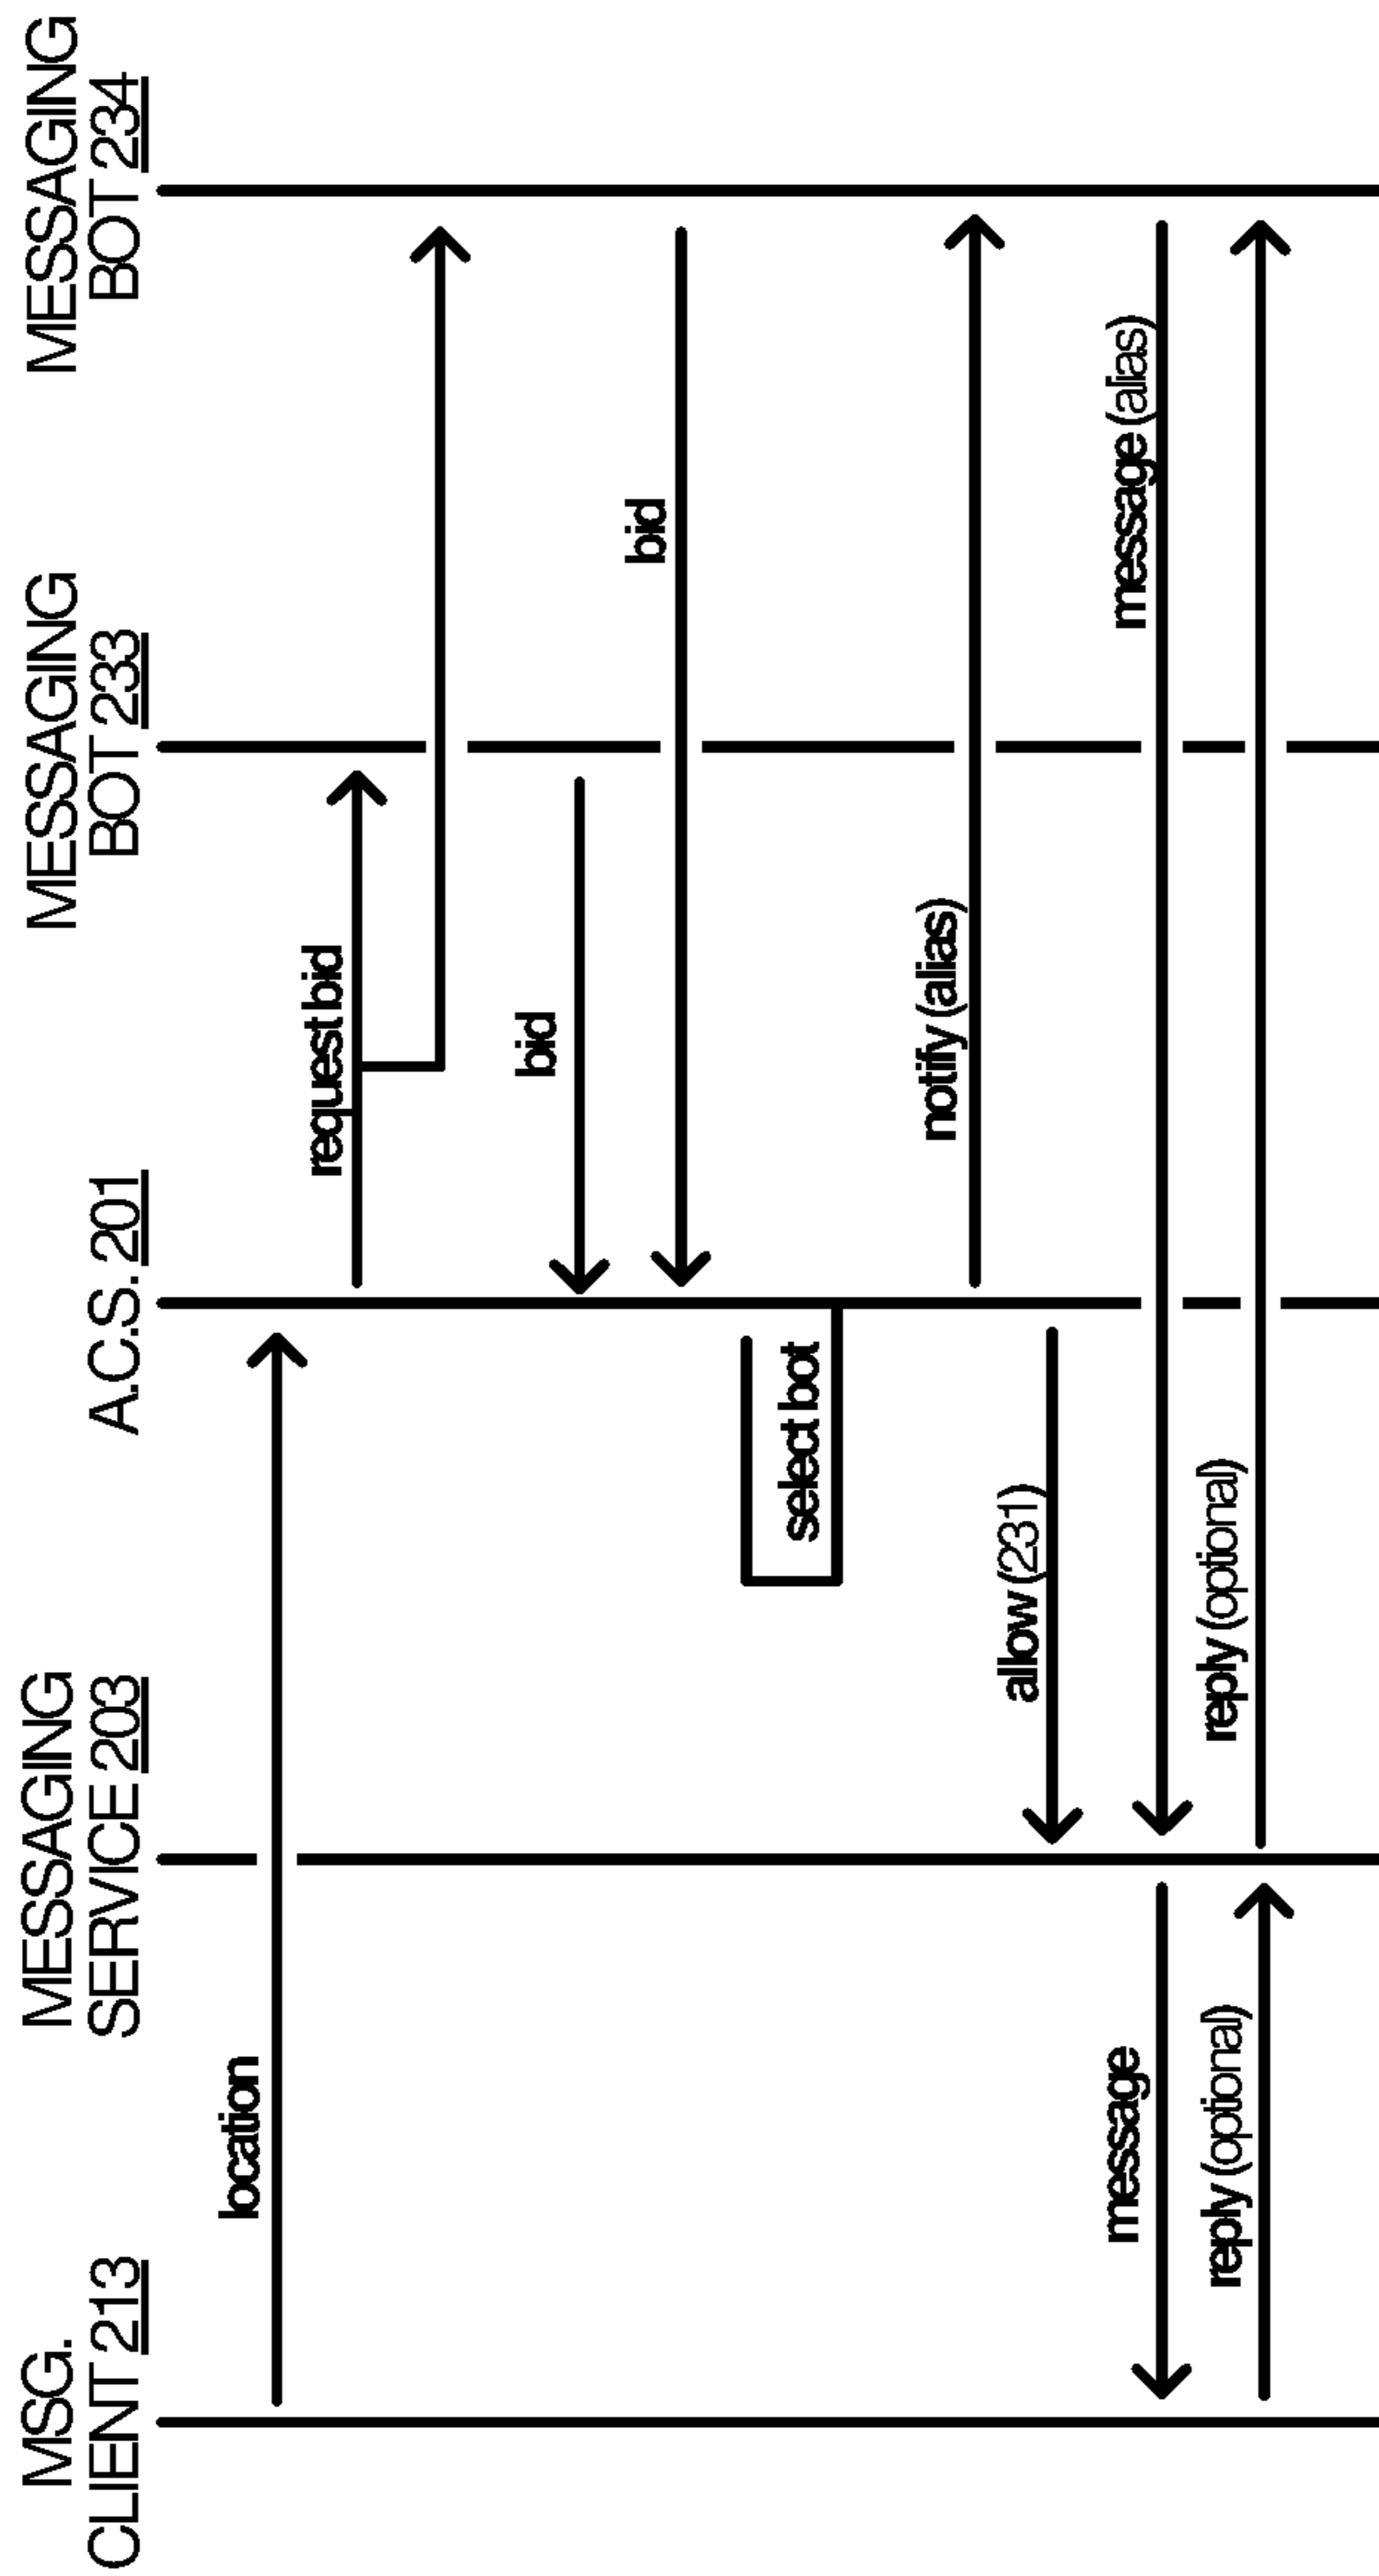 MSG.
CLIENT 213
MESSAGING
SERVICE 203
A.C.S. 201
MESSAGING
BOT 233
MESSAGING
BOT 234
location
request bid
bid
bid
select bot
notify (alias)
allow (231)
message
message (alias)
reply (optional)
reply (optional)